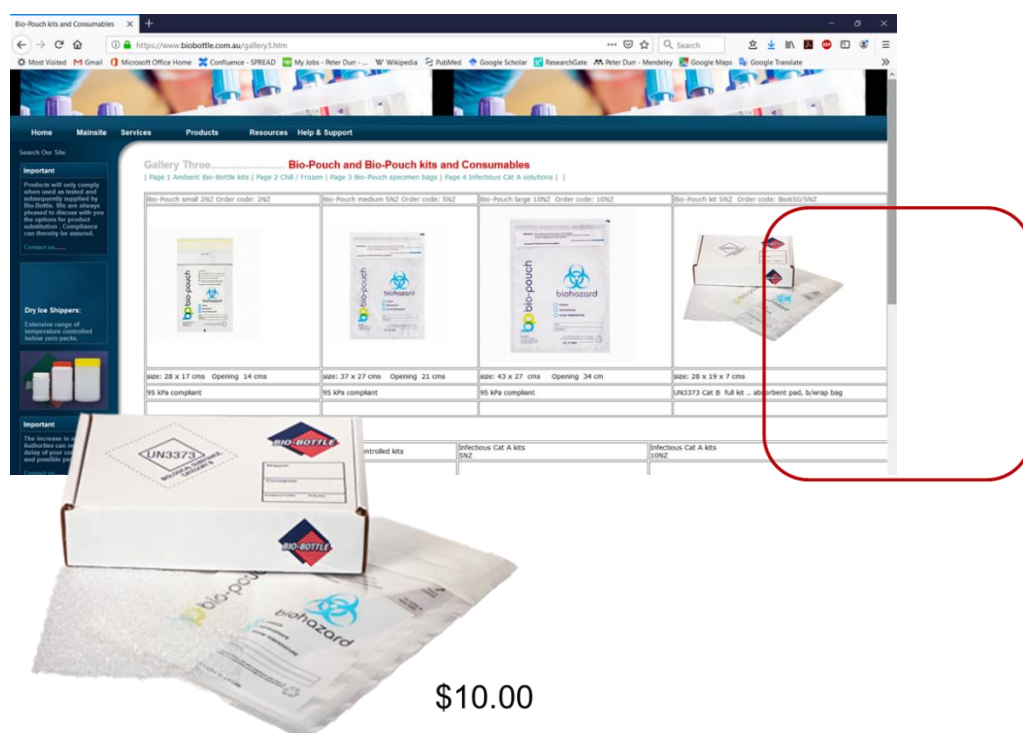 Bio-Pouch kits and Consumables
https://www.biobottle.com.au/gallery3.htm
Search
Most Visited Gmail Microsoft Office Home Confluence - SPREAD My Jobs - Peter Durr - ... Wikipedia PubMed Google Scholar ResearchGate Peter Durr - Mendeley Google Maps Google Translate
Home Mainsite Services Products Resources Help & Support
Search Our Site
Important
Products will only comply
when used as tested and
subsequently supplied by
Bio-Bottle. We are always
pleased to discuss with you
the options for product
substitution . Compliance
can thereby be assured.
Contact us......
Dry Ice Shippers:
Extensive range of
temperature controlled
below zero packs.
Important
The increase in a
Authorities can re
delay of your co
and possible pe
Contact us
Gallery Three.......................... Bio-Pouch and Bio-Pouch kits and Consumables
| Page 1 Ambient Bio-Bottle kits | Page 2 Chill / Frozen | Page 3 Bio-Pouch specimen bags | Page 4 Infectious Cat A solutions | |
Bio-Pouch small 2NZ Order code: 2NZ
Bio-Pouch medium 5NZ Order code: 5NZ
Bio-Pouch large 10NZ Order code: 10NZ
Bio-Pouch kit 5NZ Order code: Bio650/5NZ
bio-pouch
biohazard
bio-pouch
biohazard
bio-pouch
biohazard
size: 28 x 17 cms Opening 14 cms
size: 37 x 27 cms Opening 21 cms
size: 43 x 27 cms Opening 34 cm
size: 28 x 19 x 7 cms
95 kPa compliant
95 kPa compliant
95 kPa compliant
UN3373 Cat B full kit .. absorbent pad, b/wrap bag
ntrolled kits
Infectious Cat A kits
5NZ
Infectious Cat A kits
10NZ
UN3373
BIOLOGICAL SUBSTANCE
CATEGORY B
BIO-BOTTLE
BIO-BOTTLE
bio-pouch
biohazard
$10.00